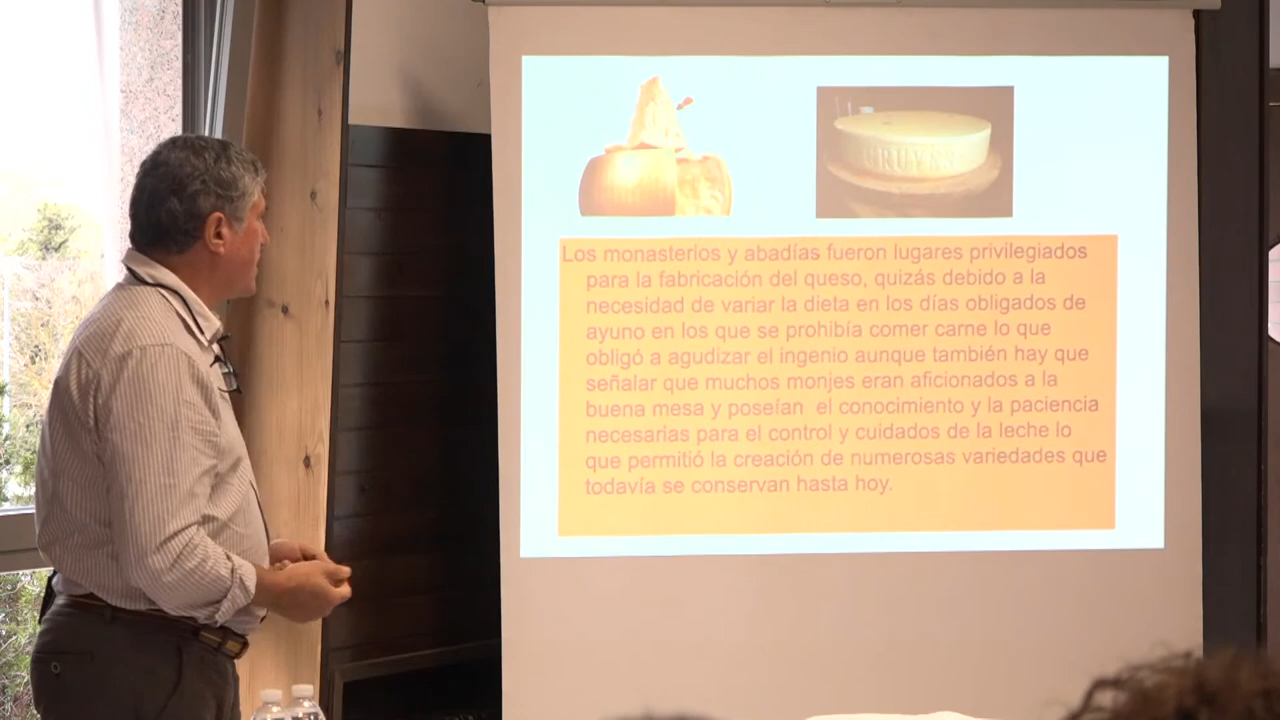 GRUYÈR
Los monasterios y abadías fueron lugares privilegiados
para la fabricación del queso, quizás debido a la
necesidad de variar la dieta en los días obligados de
ayuno en los que se prohibía comer carne lo que
obligó a agudizar el ingenio aunque también hay que
señalar que muchos monjes eran aficionados a la
buena mesa y poseían el conocimiento y la paciencia
necesarias para el control y cuidados de la leche lo
que permitió la creación de numerosas variedades que
todavía se conservan hasta hoy.